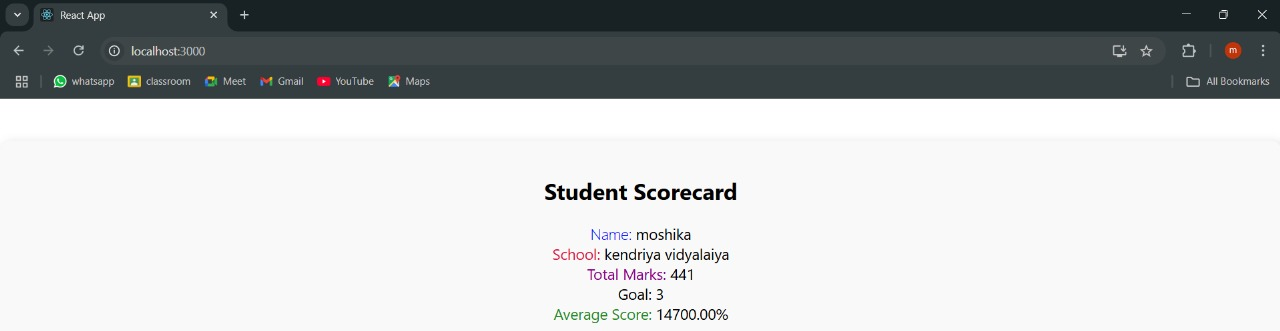 React App
localhost:3000
whatsapp classroom Meet Gmail YouTube Maps All Bookmarks
m
Student Scorecard
Name: moshika
School: kendriya vidyalaiya
Total Marks: 441
Goal: 3
Average Score: 14700.00%